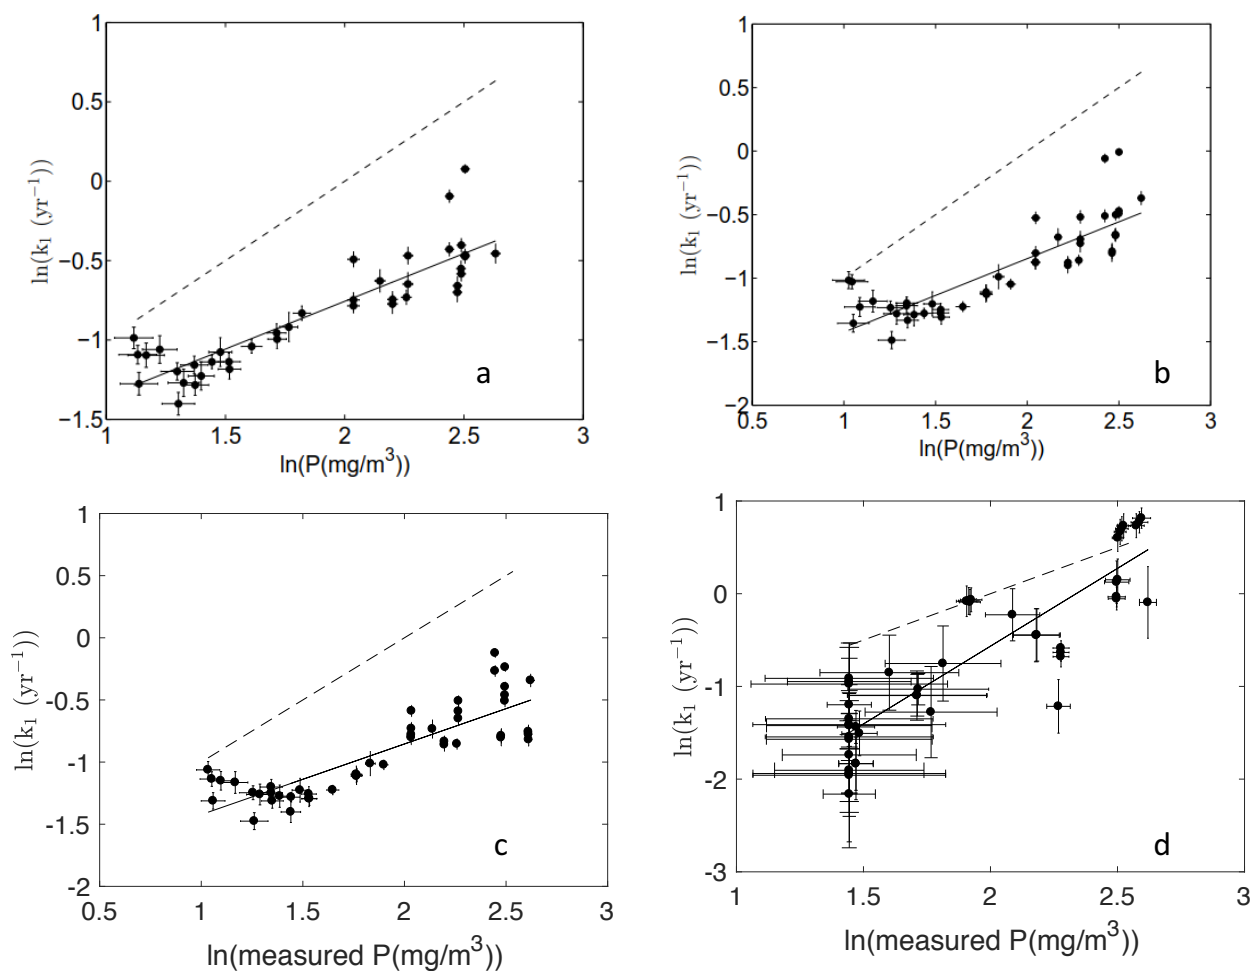 1
0.5
0
−0.5
−1
−1.5
ln(k₁ (yr⁻¹))
a
1 1.5 2 2.5 3
ln(P(mg/m³))
1
0.5
0
−0.5
−1
−1.5
−2
ln(k₁ (yr⁻¹))
b
0.5 1 1.5 2 2.5 3
ln(P(mg/m³))
1
0.5
0
-0.5
-1
-1.5
-2
ln(k₁ (yr⁻¹))
c
0.5 1 1.5 2 2.5 3
ln(measured P(mg/m³))
1
0
-1
-2
-3
ln(k₁ (yr⁻¹))
d
1 1.5 2 2.5 3
ln(measured P(mg/m³))